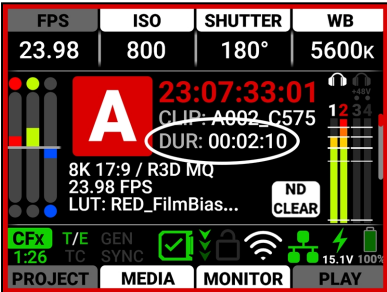 FPS ISO SHUTTER WB
23.98 800 180° 5600K
A
23:07:33:01
CLIP: A002_C575
DUR: 00:02:10
+48V
1 2 3 4
8K 17:9 / R3D MQ
23.98 FPS
LUT: RED_FilmBias...
ND
CLEAR
CFx T/E GEN
1:26 TC SYNC
15.1V 100%
PROJECT MEDIA MONITOR PLAY